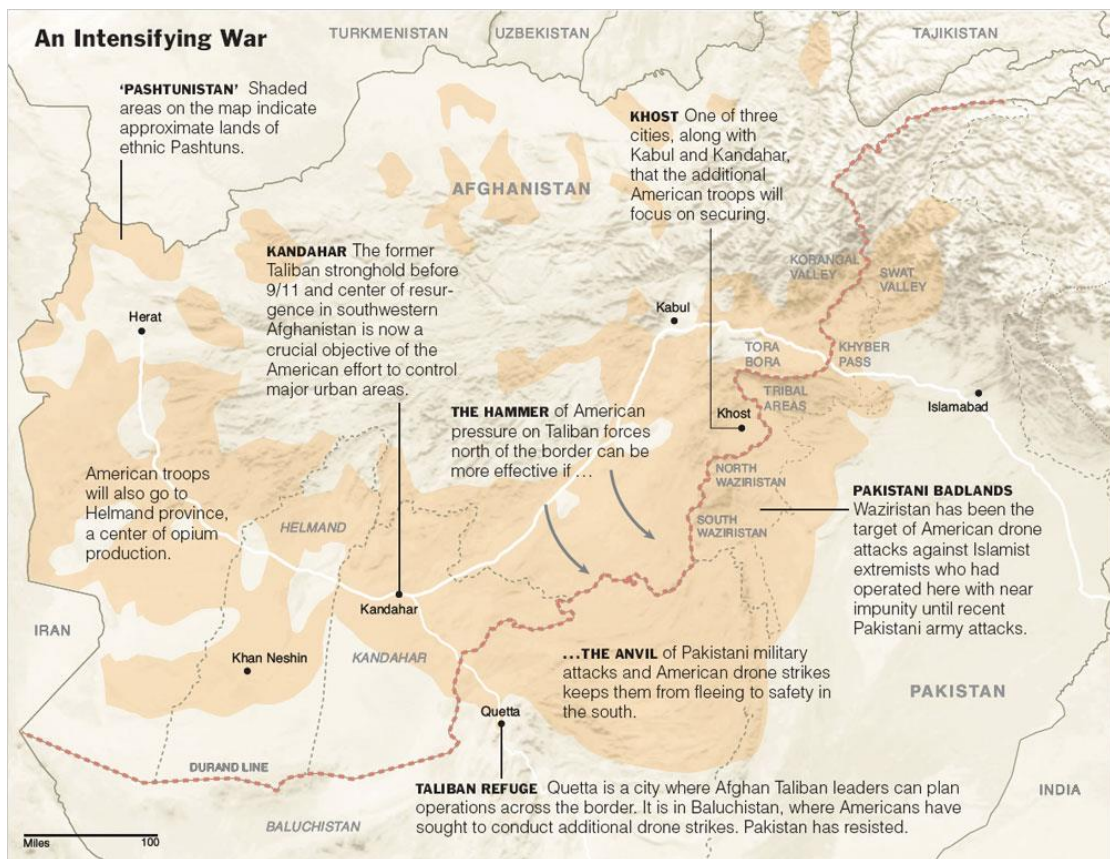 An Intensifying War
TURKMENISTAN
UZBEKISTAN
TAJIKISTAN
‘PASHTUNISTAN’ Shaded
areas on the map indicate
approximate lands of
ethnic Pashtuns.
KHOST One of three
cities, along with
Kabul and Kandahar,
that the additional
American troops will
focus on securing.
AFGHANISTAN
KANDAHAR The former
Taliban stronghold before
9/11 and center of resur-
gence in southwestern
Afghanistan is now a
crucial objective of the
American effort to control
major urban areas.
KORANGAL
VALLEY
SWAT
VALLEY
Herat
Kabul
TORA
BORA
KHYBER
PASS
TRIBAL
AREAS
Islamabad
Khost
THE HAMMER of American
pressure on Taliban forces
north of the border can be
more effective if ...
American troops
will also go to
Helmand province,
a center of opium
production.
HELMAND
NORTH
WAZIRISTAN
SOUTH
WAZIRISTAN
PAKISTANI BADLANDS
Waziristan has been the
target of American drone
attacks against Islamist
extremists who had
operated here with near
impunity until recent
Pakistani army attacks.
Kandahar
IRAN
Khan Neshin
KANDAHAR
...THE ANVIL of Pakistani military
attacks and American drone strikes
keeps them from fleeing to safety in
the south.
PAKISTAN
Quetta
DURAND LINE
TALIBAN REFUGE Quetta is a city where Afghan Taliban leaders can plan
operations across the border. It is in Baluchistan, where Americans have
sought to conduct additional drone strikes. Pakistan has resisted.
INDIA
BALUCHISTAN
Miles 100